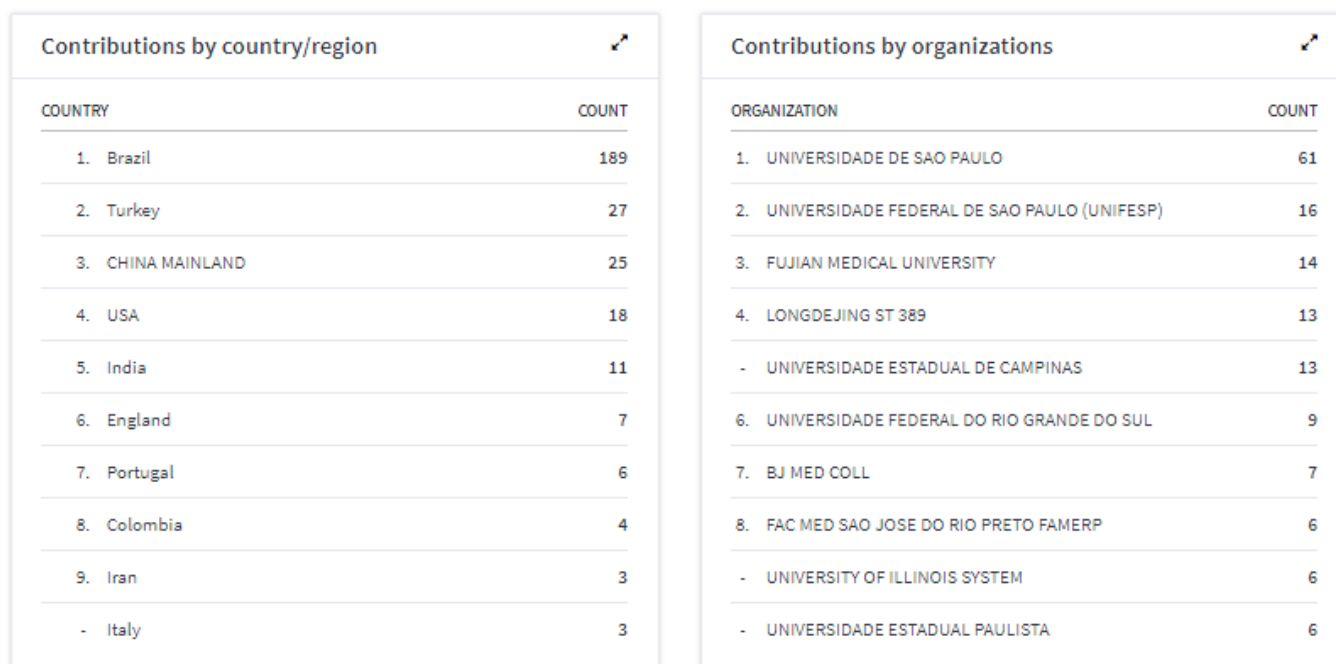 Contributions by country/region
COUNTRY COUNT
1. Brazil 189
2. Turkey 27
3. CHINA MAINLAND 25
4. USA 18
5. India 11
6. England 7
7. Portugal 6
8. Colombia 4
9. Iran 3
- Italy 3
Contributions by organizations
ORGANIZATION COUNT
1. UNIVERSIDADE DE SAO PAULO 61
2. UNIVERSIDADE FEDERAL DE SAO PAULO (UNIFESP) 16
3. FUJIAN MEDICAL UNIVERSITY 14
4. LONGDEJING ST 389 13
- UNIVERSIDADE ESTADUAL DE CAMPINAS 13
6. UNIVERSIDADE FEDERAL DO RIO GRANDE DO SUL 9
7. BJ MED COLL 7
8. FAC MED SAO JOSE DO RIO PRETO FAMERP 6
- UNIVERSITY OF ILLINOIS SYSTEM 6
- UNIVERSIDADE ESTADUAL PAULISTA 6